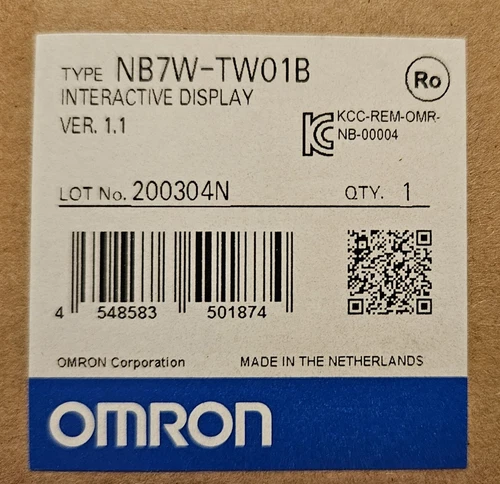 TYPE NB7W-TW01B
Ro
INTERACTIVE DISPLAY
VER. 1.1
KC
KCC-REM-OMR-
NB-00004
LOT No. 200304N QTY. 1
4 548583 501874
OMRON Corporation MADE IN THE NETHERLANDS
OMRON